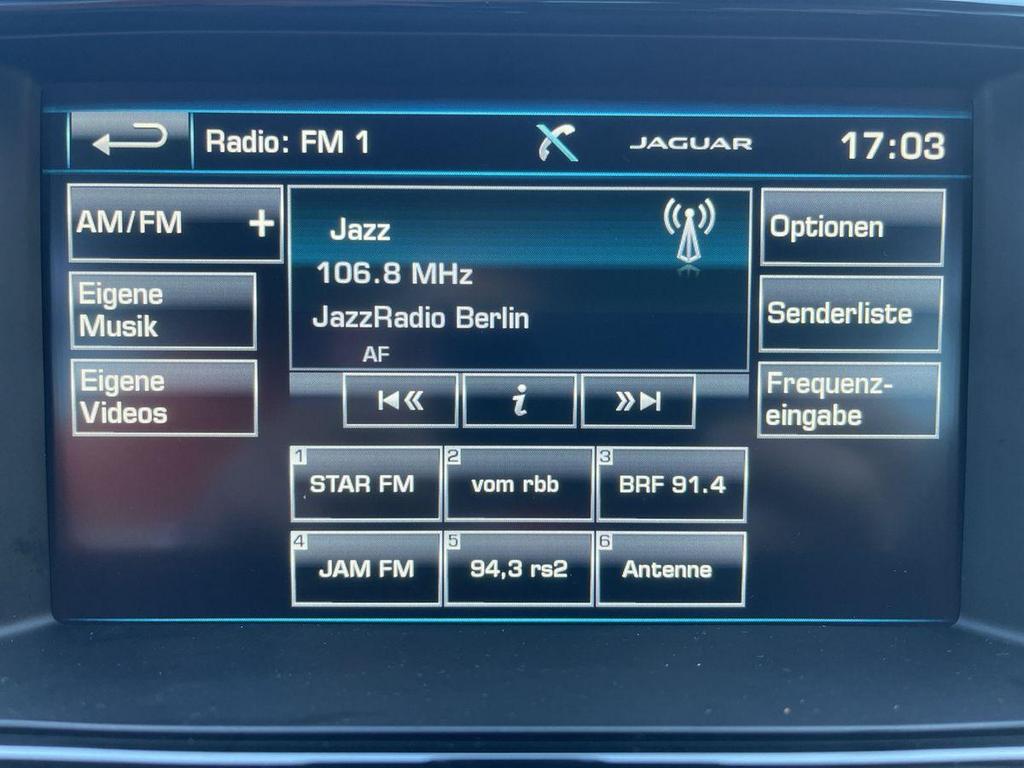 Radio: FM 1
JAGUAR
17:03
AM/FM +
Eigene
Musik
Eigene
Videos
Jazz
106.8 MHz
JazzRadio Berlin
AF
i
Optionen
Senderliste
Frequenz-
eingabe
1 STAR FM
2 vom rbb
3 BRF 91.4
4 JAM FM
5 94,3 rs2
6 Antenne